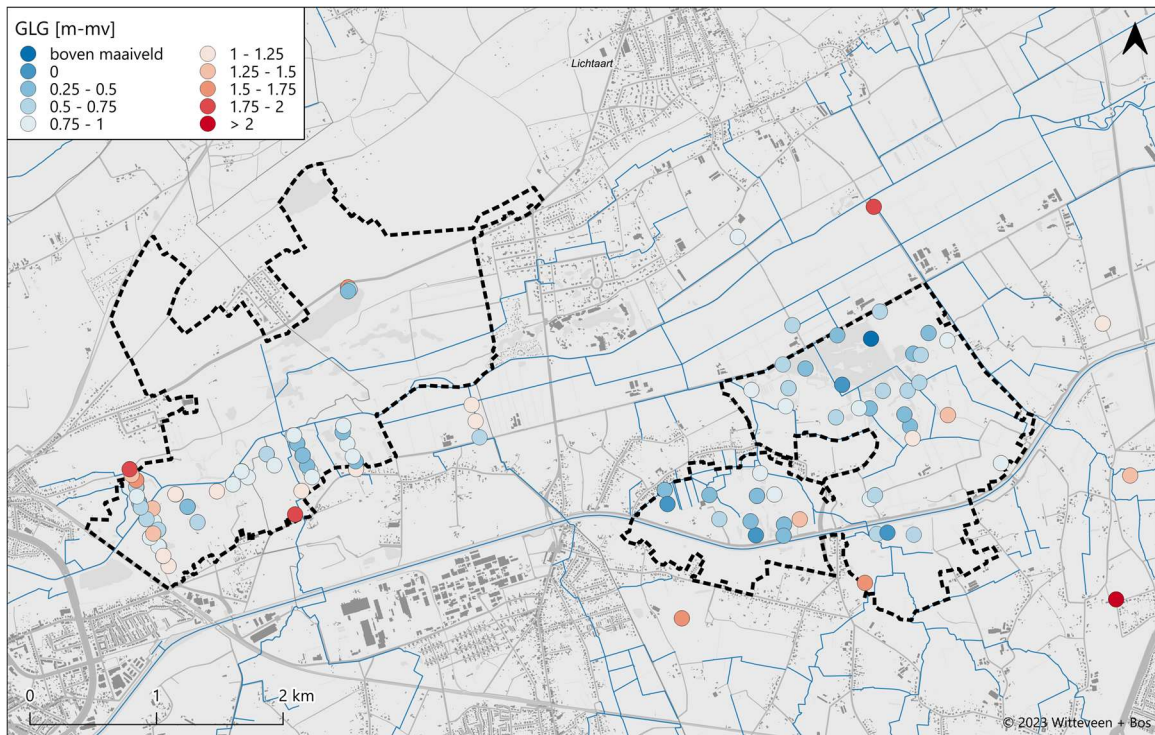 GLG [m-mv]
boven maaiveld
0
0.25 - 0.5
0.5 - 0.75
0.75 - 1
1 - 1.25
1.25 - 1.5
1.5 - 1.75
1.75 - 2
> 2
Lichtaart
0 1 2 km
© 2023 Witteveen + Bos